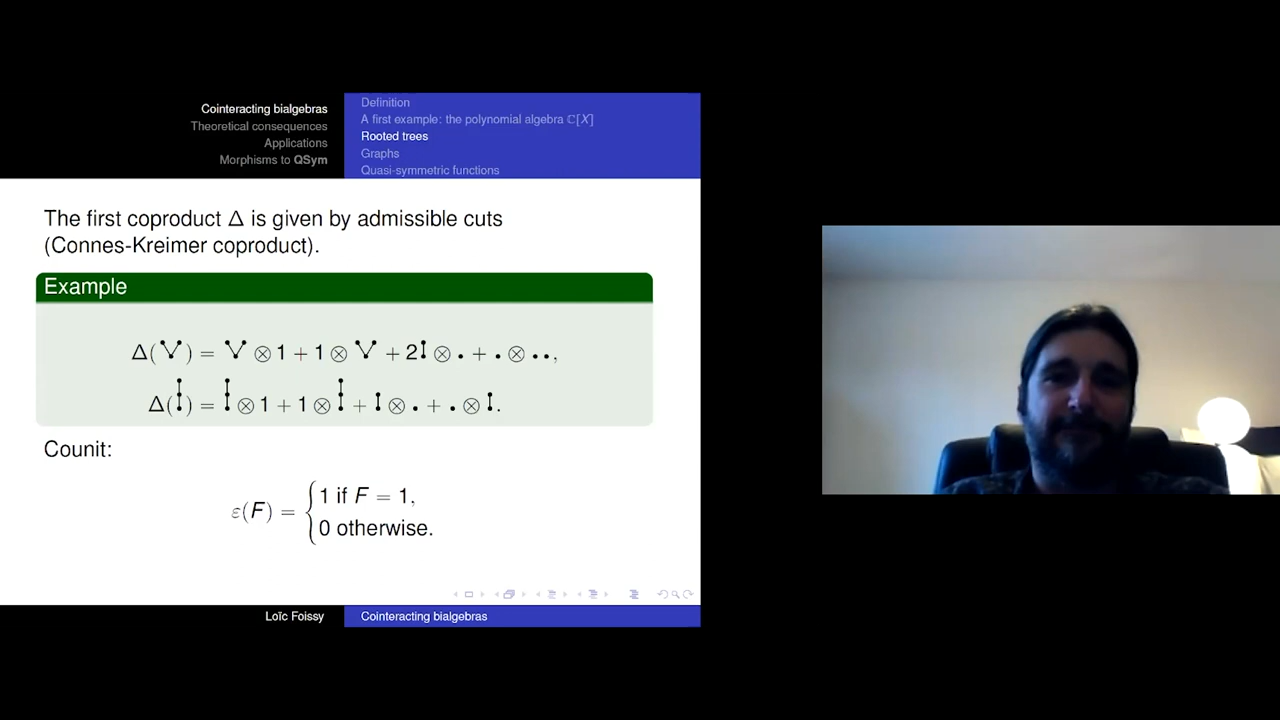 Cointeracting bialgebras
Theoretical consequences
Applications
Morphisms to QSym
Definition
A first example: the polynomial algebra ℂ[X]
Rooted trees
Graphs
Quasi-symmetric functions
The first coproduct Δ is given by admissible cuts
(Connes-Kreimer coproduct).
Example
Δ( ) = ⊗ 1 + 1 ⊗ + 2 ⊗ . + . ⊗ . . ,
Δ( ) = ⊗ 1 + 1 ⊗ + ⊗ . + . ⊗ .
Counit:
ε(F) = { 1 if F = 1,
0 otherwise.
Loïc Foissy
Cointeracting bialgebras